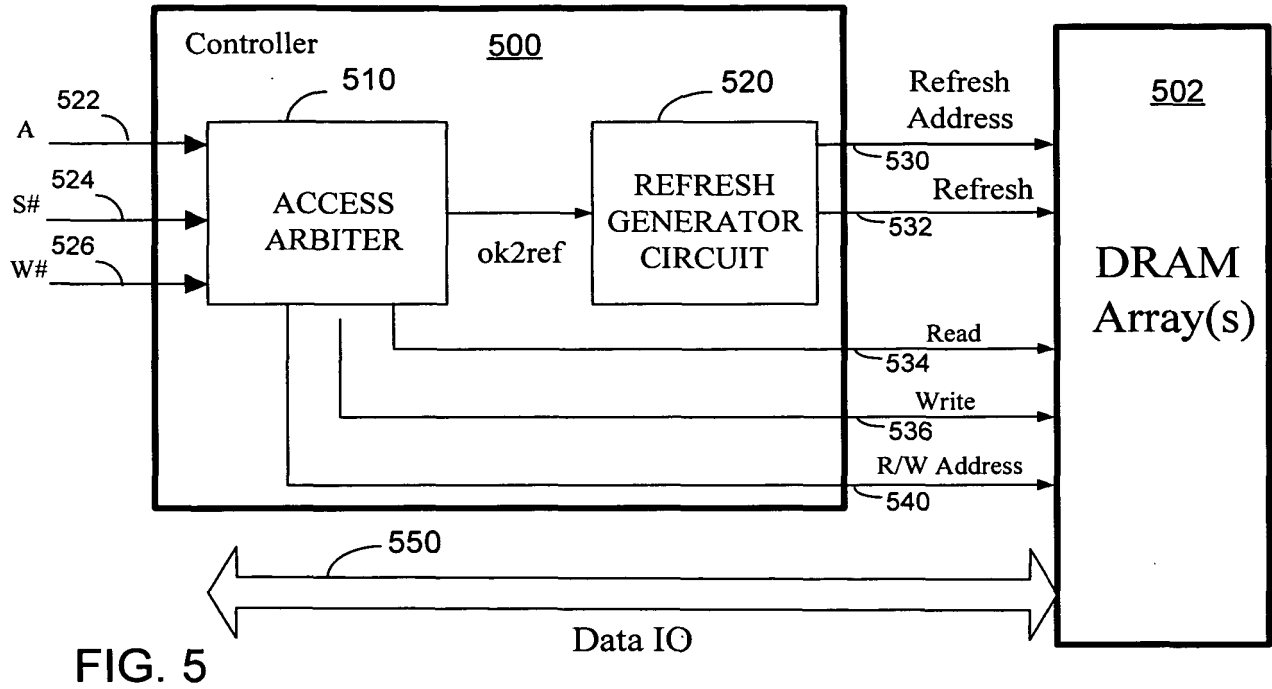 Controller
500
510
520
522
A
524
S#
526
W#
ACCESS
ARBITER
ok2ref
REFRESH
GENERATOR
CIRCUIT
Refresh
Address
530
Refresh
532
Read
534
Write
536
R/W Address
540
502
DRAM
Array(s)
550
Data IO
FIG. 5